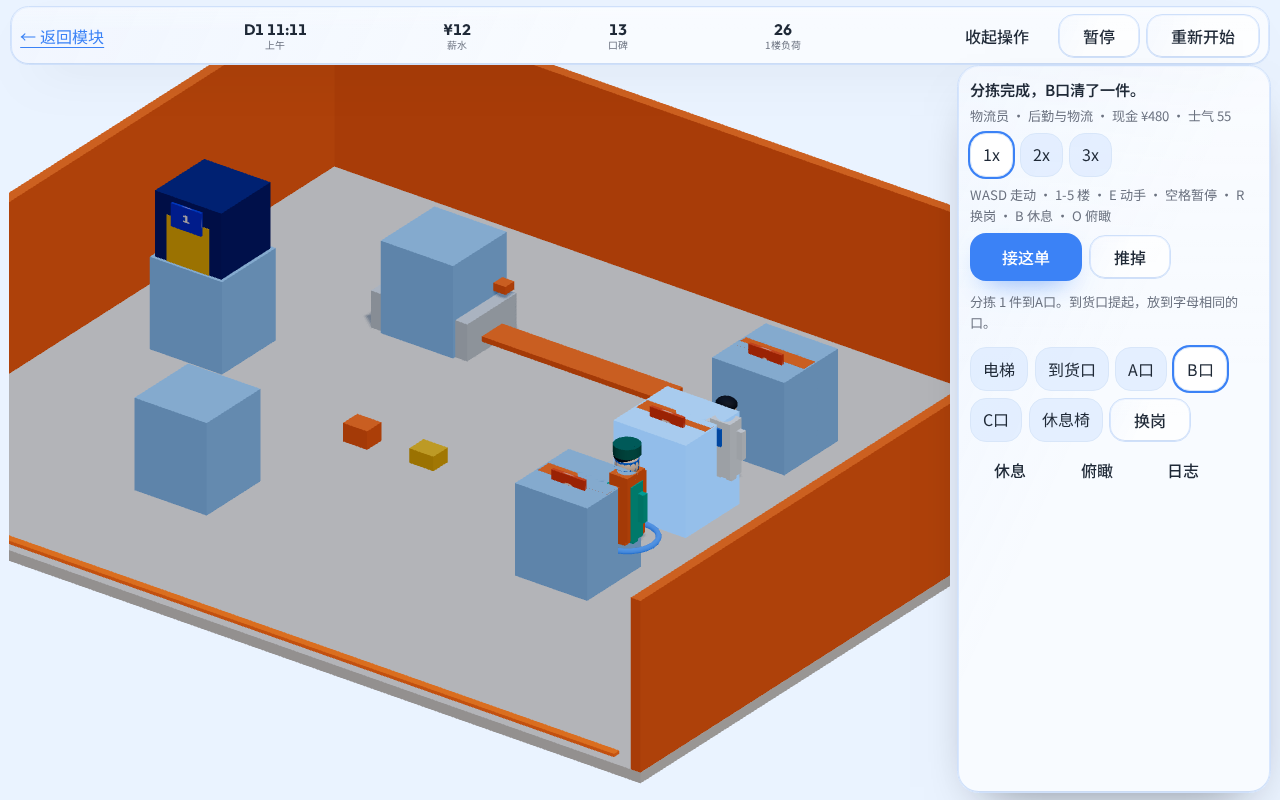 ← 返回模块
D1 11:11
上午
¥12
薪水
13
口碑
26
1楼负荷
收起操作
暂停
重新开始
分拣完成，B口清了一件。
物流员 · 后勤与物流 · 现金 ¥480 · 士气 55
1x
2x
3x
WASD 走动 · 1-5 楼 · E 动手 · 空格暂停 · R
换岗 · B 休息 · O 俯瞰
接这单
推掉
分拣 1 件到A口。到货口提起，放到字母相同的
口。
电梯
到货口
A口
B口
C口
休息椅
换岗
休息
俯瞰
日志
1